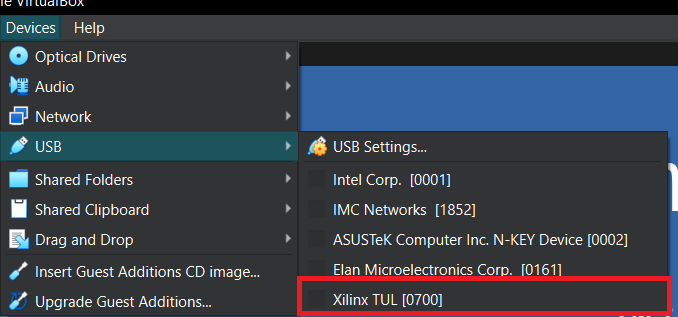 le VirtualBox
Devices Help
Optical Drives
Audio
Network
USB
Shared Folders
Shared Clipboard
Drag and Drop
Insert Guest Additions CD image...
Upgrade Guest Additions...
USB Settings...
Intel Corp. [0001]
IMC Networks [1852]
ASUSTeK Computer Inc. N-KEY Device [0002]
Elan Microelectronics Corp. [0161]
Xilinx TUL [0700]